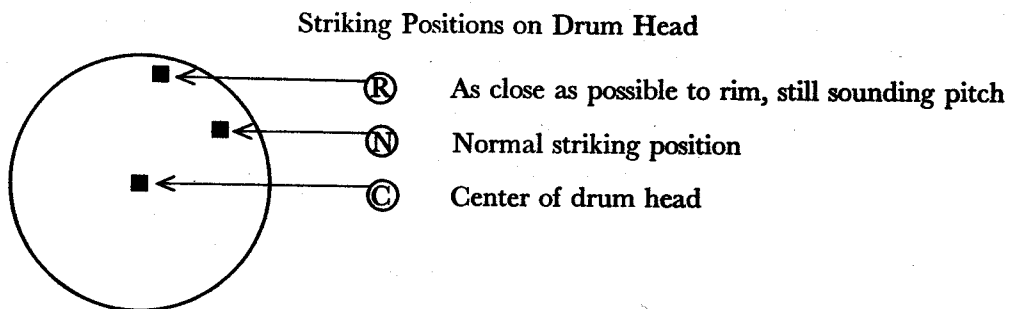 Striking Positions on Drum Head
Ⓡ As close as possible to rim, still sounding pitch
Ⓝ Normal striking position
Ⓒ Center of drum head